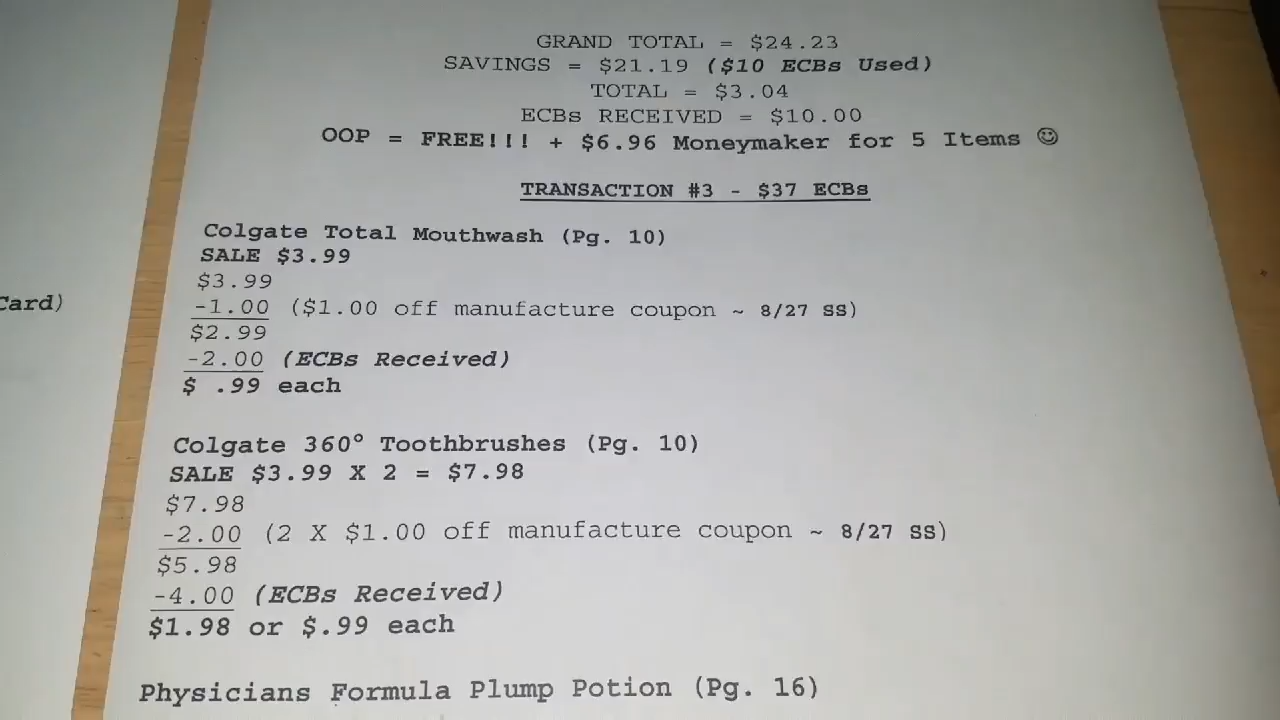 GRAND TOTAL = $24.23
SAVINGS = $21.19 ($10 ECBs Used)
TOTAL = $3.04
ECBs RECEIVED = $10.00
OOP = FREE!!! + $6.96 Moneymaker for 5 Items ☺
TRANSACTION #3 - $37 ECBs
Colgate Total Mouthwash (Pg. 10)
SALE $3.99
$3.99
-1.00 ($1.00 off manufacture coupon ~ 8/27 SS)
$2.99
-2.00 (ECBs Received)
$ .99 each
Colgate 360° Toothbrushes (Pg. 10)
SALE $3.99 X 2 = $7.98
$7.98
-2.00 (2 X $1.00 off manufacture coupon ~ 8/27 SS)
$5.98
-4.00 (ECBs Received)
$1.98 or $.99 each
Physicians Formula Plump Potion (Pg. 16)
Card)